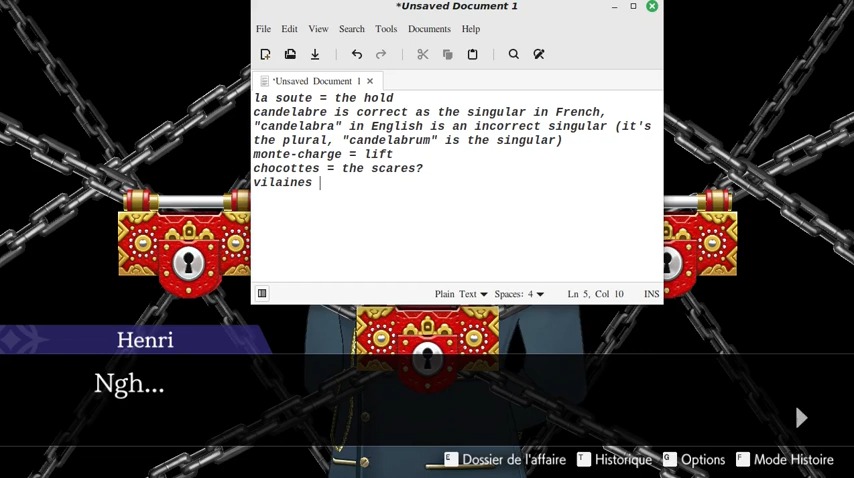 *Unsaved Document 1
File Edit View Search Tools Documents Help
*Unsaved Document 1
la soute = the hold
candelabre is correct as the singular in French,
"candelabra" in English is an incorrect singular (it's
the plural, "candelabrum" is the singular)
monte-charge = lift
chocottes = the scares?
vilaines
Plain Text Spaces: 4 Ln 5, Col 10 INS
Henri
Ngh...
E Dossier de l'affaire T Historique G Options F Mode Histoire